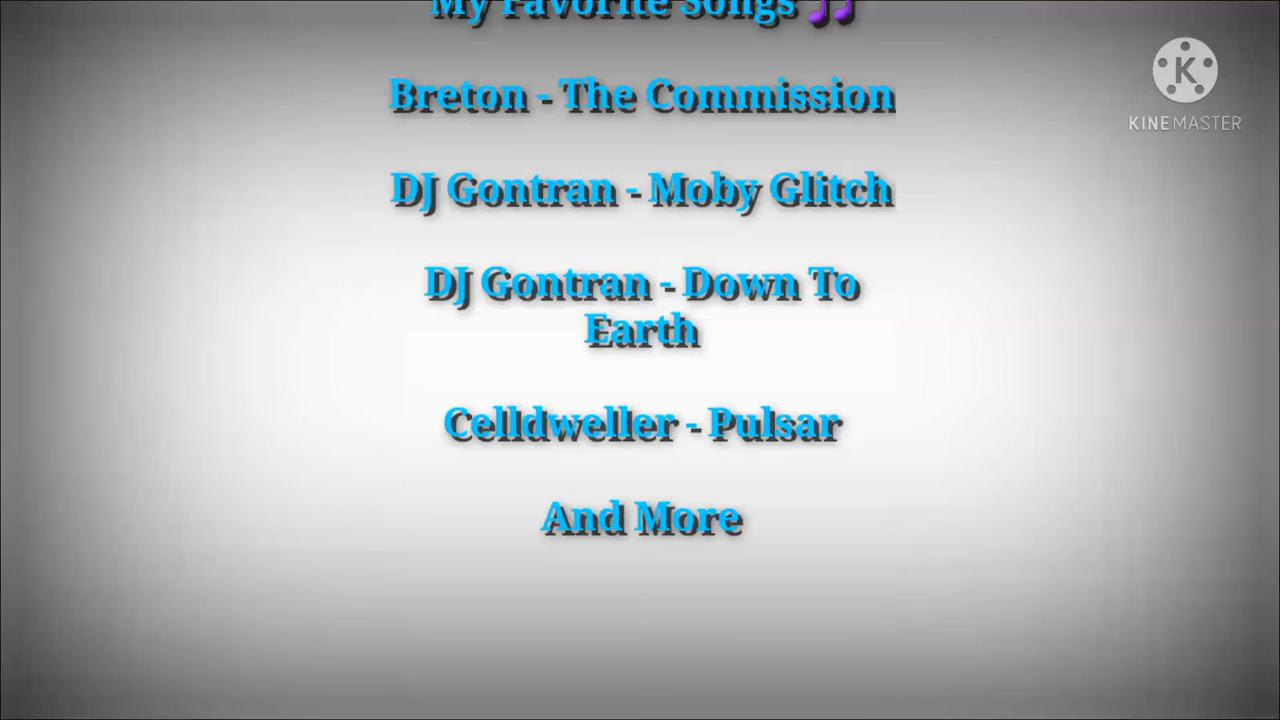 My Favorite Songs 🎵
Breton - The Commission
DJ Gontran - Moby Glitch
DJ Gontran - Down To
Earth
Celldweller - Pulsar
And More
K
KINEMASTER